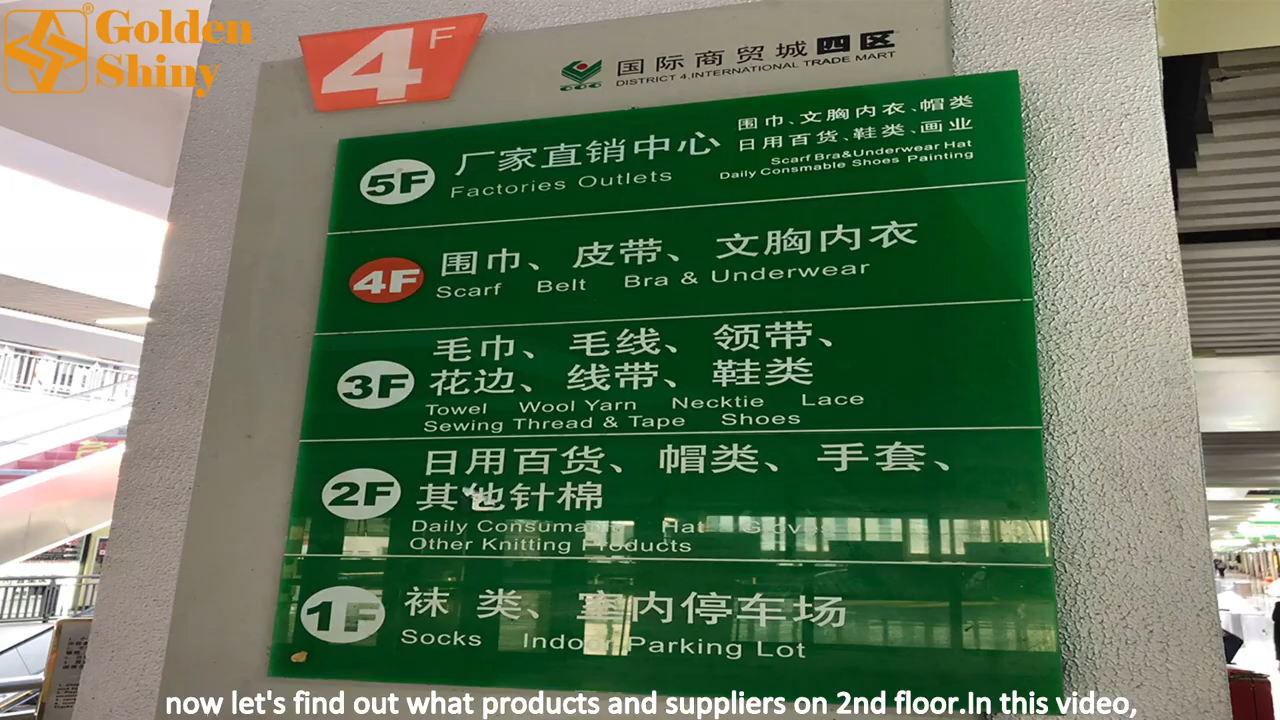 Golden
Shiny
®
4F
国际商贸城四区
DISTRICT 4,INTERNATIONAL TRADE MART
5F
厂家直销中心
Factories Outlets
围巾、文胸内衣、帽类
日用百货、鞋类、画业
Scarf Bra&Underwear Hat
Daily Consmable Shoes Painting
4F
围巾、皮带、文胸内衣
Scarf Belt Bra & Underwear
3F
毛巾、毛线、领带、
花边、线带、鞋类
Towel Wool Yarn Necktie Lace
Sewing Thread & Tape Shoes
2F
日用百货、帽类、手套、
其他针棉
Daily Hat Gloves
Other Knitting Products
1F
袜类、室内停车场
Socks Indoor Parking Lot
now let's find out what products and suppliers on 2nd floor.In this video,